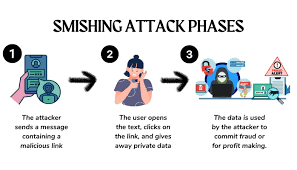 SMISHING ATTACK PHASES
1
2
3
The attacker
sends a message
containing a
malicious link
The user opens
the text, clicks on
the link, and gives
away private data
The data is used
by the attacker to
commit fraud or
for profit making.